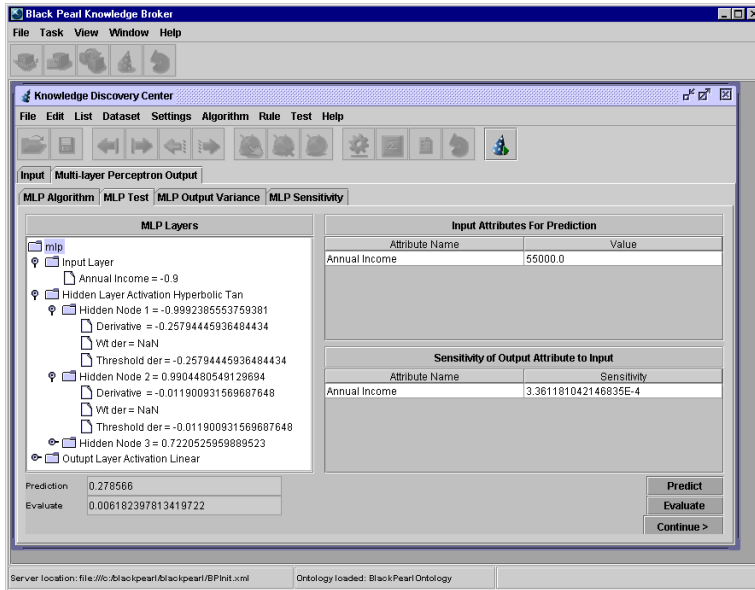 Black Pearl Knowledge Broker
File Task View Window Help
Knowledge Discovery Center
File Edit List Dataset Settings Algorithm Rule Test Help
Input Multi-layer Perceptron Output
MLP Algorithm MLP Test MLP Output Variance MLP Sensitivity
MLP Layers
mlp
Input Layer
Annual Income = -0.9
Hidden Layer Activation Hyperbolic Tan
Hidden Node 1 = -0.9992385553759381
Derivative = -0.25794445936484434
Wt der = NaN
Threshold der = -0.25794445936484434
Hidden Node 2 = 0.9904480549129694
Derivative = -0.011900931569687648
Wt der = NaN
Threshold der = -0.011900931569687648
Hidden Node 3 = 0.7220525959889523
Outupt Layer Activation Linear
Input Attributes For Prediction
Attribute Name Value
Annual Income 55000.0
Sensitivity of Output Attribute to Input
Attribute Name Sensitivity
Annual Income 3.361181042146835E-4
Prediction 0.278566
Evaluate 0.006182397813419722
Predict
Evaluate
Continue >
Server location: file:///c:/blackpearl/blackpearl/BPInit.xml Ontology loaded: BlackPearlOntology